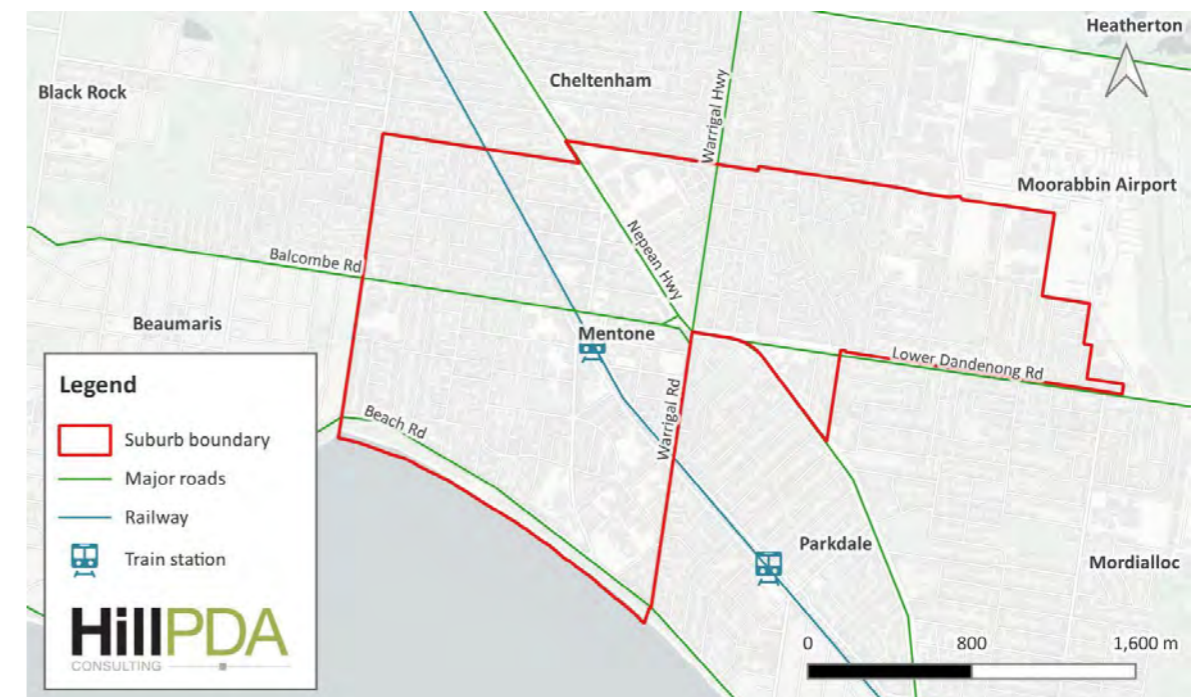 Heatherton
Cheltenham
Black Rock
Warrigal Hwy
Moorabbin Airport
Nepean Hwy
Balcombe Rd
Beaumaris
Mentone
Lower Dandenong Rd
Warrigal Rd
Beach Rd
Parkdale
Mordialloc
Legend
Suburb boundary
Major roads
Railway
Train station
HillPDA
CONSULTING
0 800 1,600 m